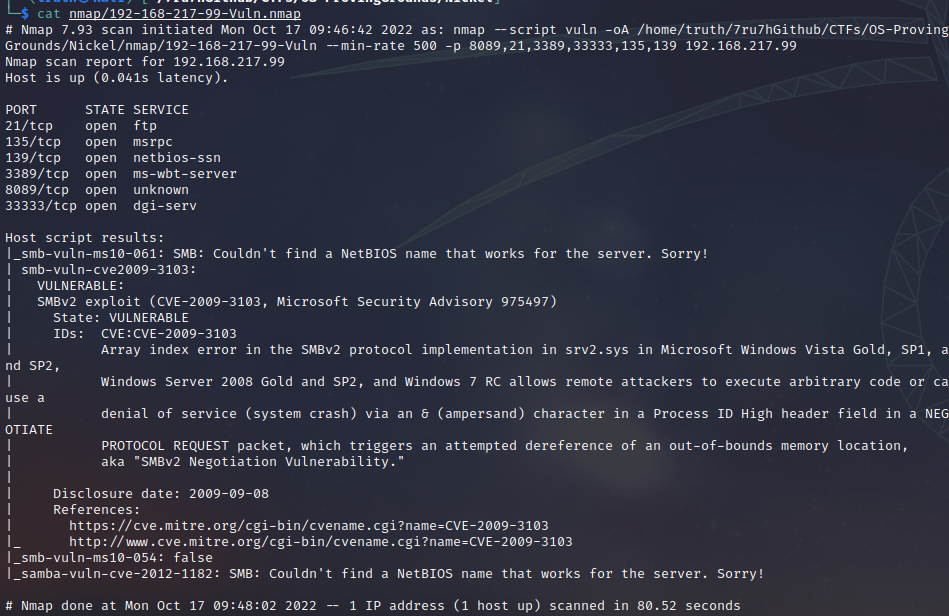 └─$ cat nmap/192-168-217-99-Vuln.nmap
# Nmap 7.93 scan initiated Mon Oct 17 09:46:42 2022 as: nmap --script vuln -oA /home/truth/7ru7hGithub/CTFs/OS-Proving
Grounds/Nickel/nmap/192-168-217-99-Vuln --min-rate 500 -p 8089,21,3389,33333,135,139 192.168.217.99
Nmap scan report for 192.168.217.99
Host is up (0.041s latency).

PORT      STATE SERVICE
21/tcp    open  ftp
135/tcp   open  msrpc
139/tcp   open  netbios-ssn
3389/tcp  open  ms-wbt-server
8089/tcp  open  unknown
33333/tcp open  dgi-serv

Host script results:
|_smb-vuln-ms10-061: SMB: Couldn't find a NetBIOS name that works for the server. Sorry!
| smb-vuln-cve2009-3103:
|   VULNERABLE:
|   SMBv2 exploit (CVE-2009-3103, Microsoft Security Advisory 975497)
|     State: VULNERABLE
|     IDs:  CVE:CVE-2009-3103
|           Array index error in the SMBv2 protocol implementation in srv2.sys in Microsoft Windows Vista Gold, SP1, a
nd SP2,
|           Windows Server 2008 Gold and SP2, and Windows 7 RC allows remote attackers to execute arbitrary code or ca
use a
|           denial of service (system crash) via an & (ampersand) character in a Process ID High header field in a NEG
OTIATE
|           PROTOCOL REQUEST packet, which triggers an attempted dereference of an out-of-bounds memory location,
|           aka "SMBv2 Negotiation Vulnerability."
|
|     Disclosure date: 2009-09-08
|     References:
|       https://cve.mitre.org/cgi-bin/cvename.cgi?name=CVE-2009-3103
|_      http://www.cve.mitre.org/cgi-bin/cvename.cgi?name=CVE-2009-3103
|_smb-vuln-ms10-054: false
|_samba-vuln-cve-2012-1182: SMB: Couldn't find a NetBIOS name that works for the server. Sorry!

# Nmap done at Mon Oct 17 09:48:02 2022 -- 1 IP address (1 host up) scanned in 80.52 seconds